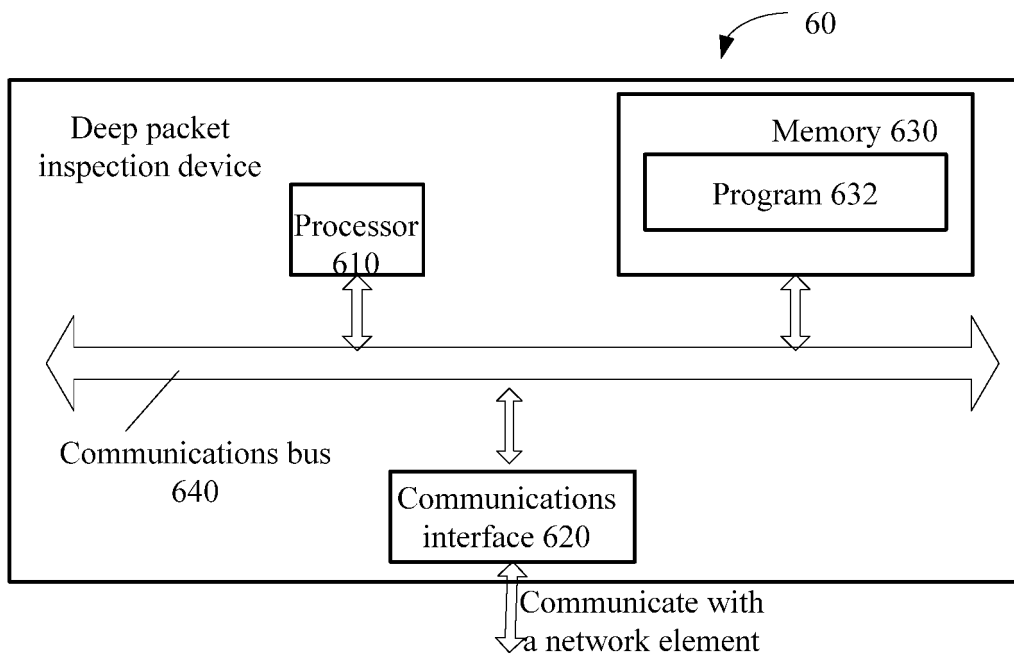 60
Deep packet
inspection device
Memory 630
Program 632
Processor
610
Communications bus
640
Communications
interface 620
Communicate with
a network element